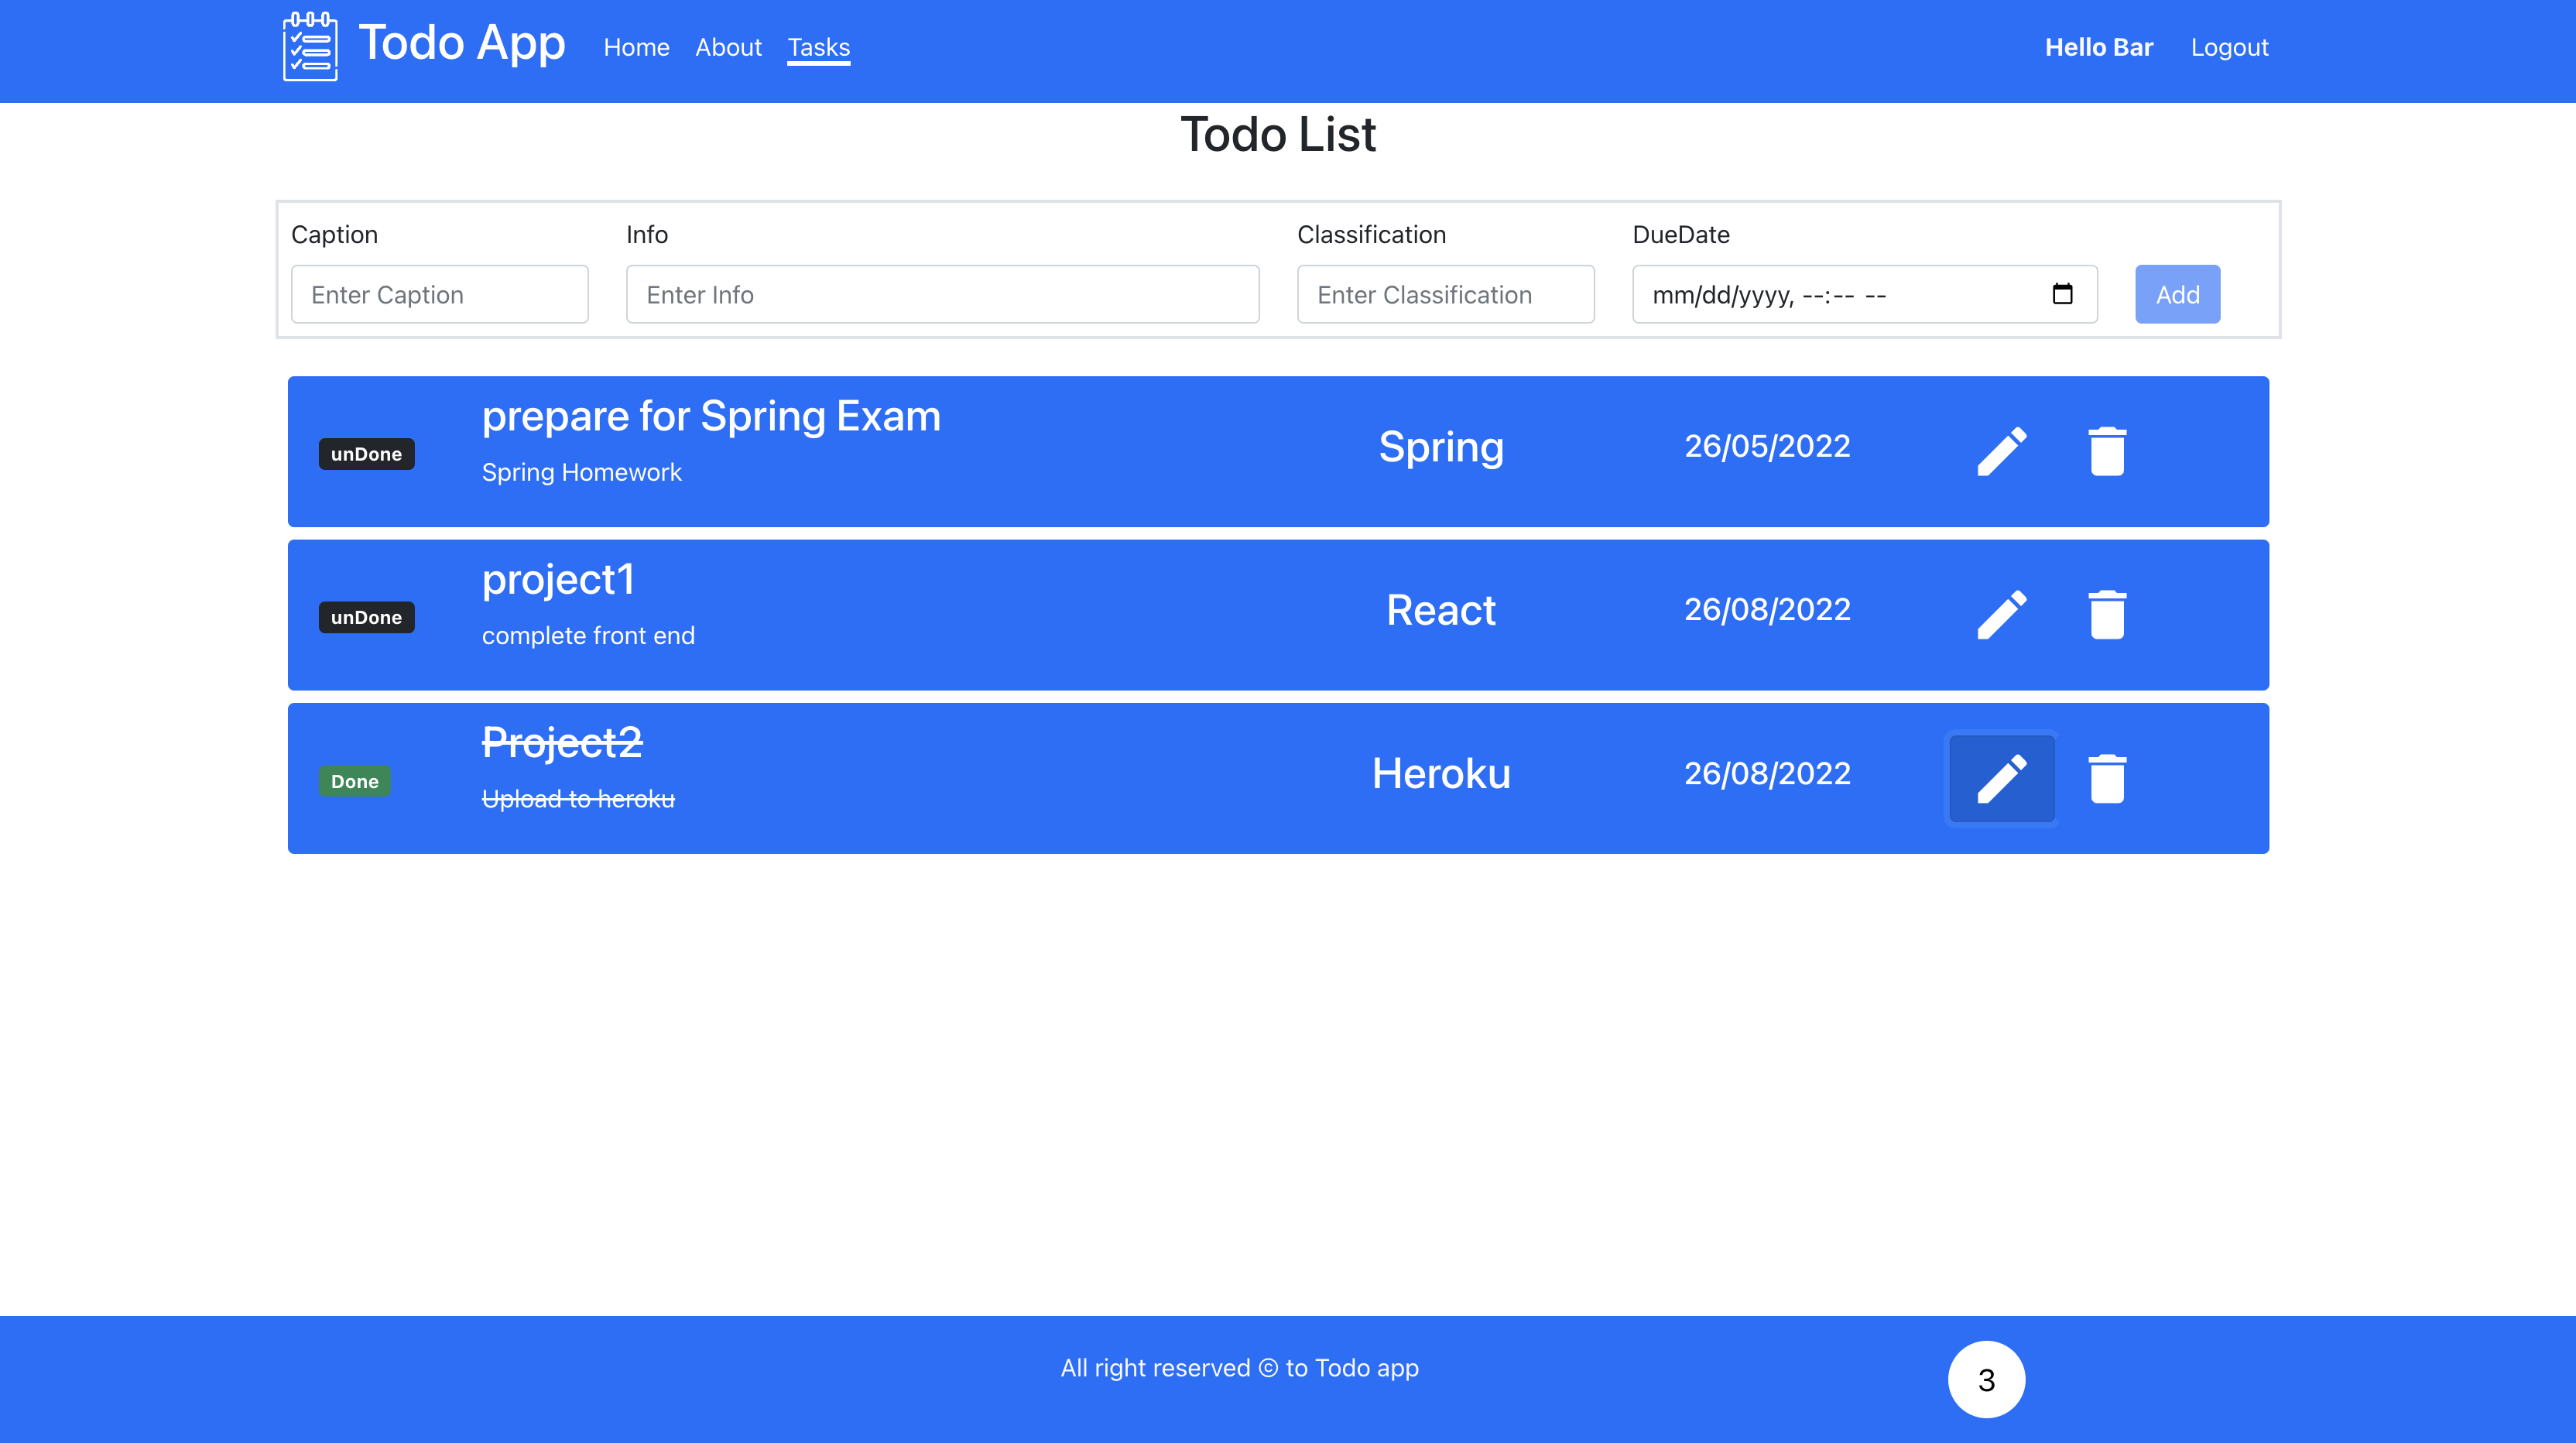 Todo App Home About Tasks Hello Bar Logout
Todo List
Caption Info Classification DueDate
Enter Caption Enter Info Enter Classification mm/dd/yyyy, --:-- -- Add
prepare for Spring Exam
unDone Spring 26/05/2022
Spring Homework
project1
unDone React 26/08/2022
complete front end
Project2
Done Heroku 26/08/2022
Upload to heroku
All right reserved © to Todo app
3